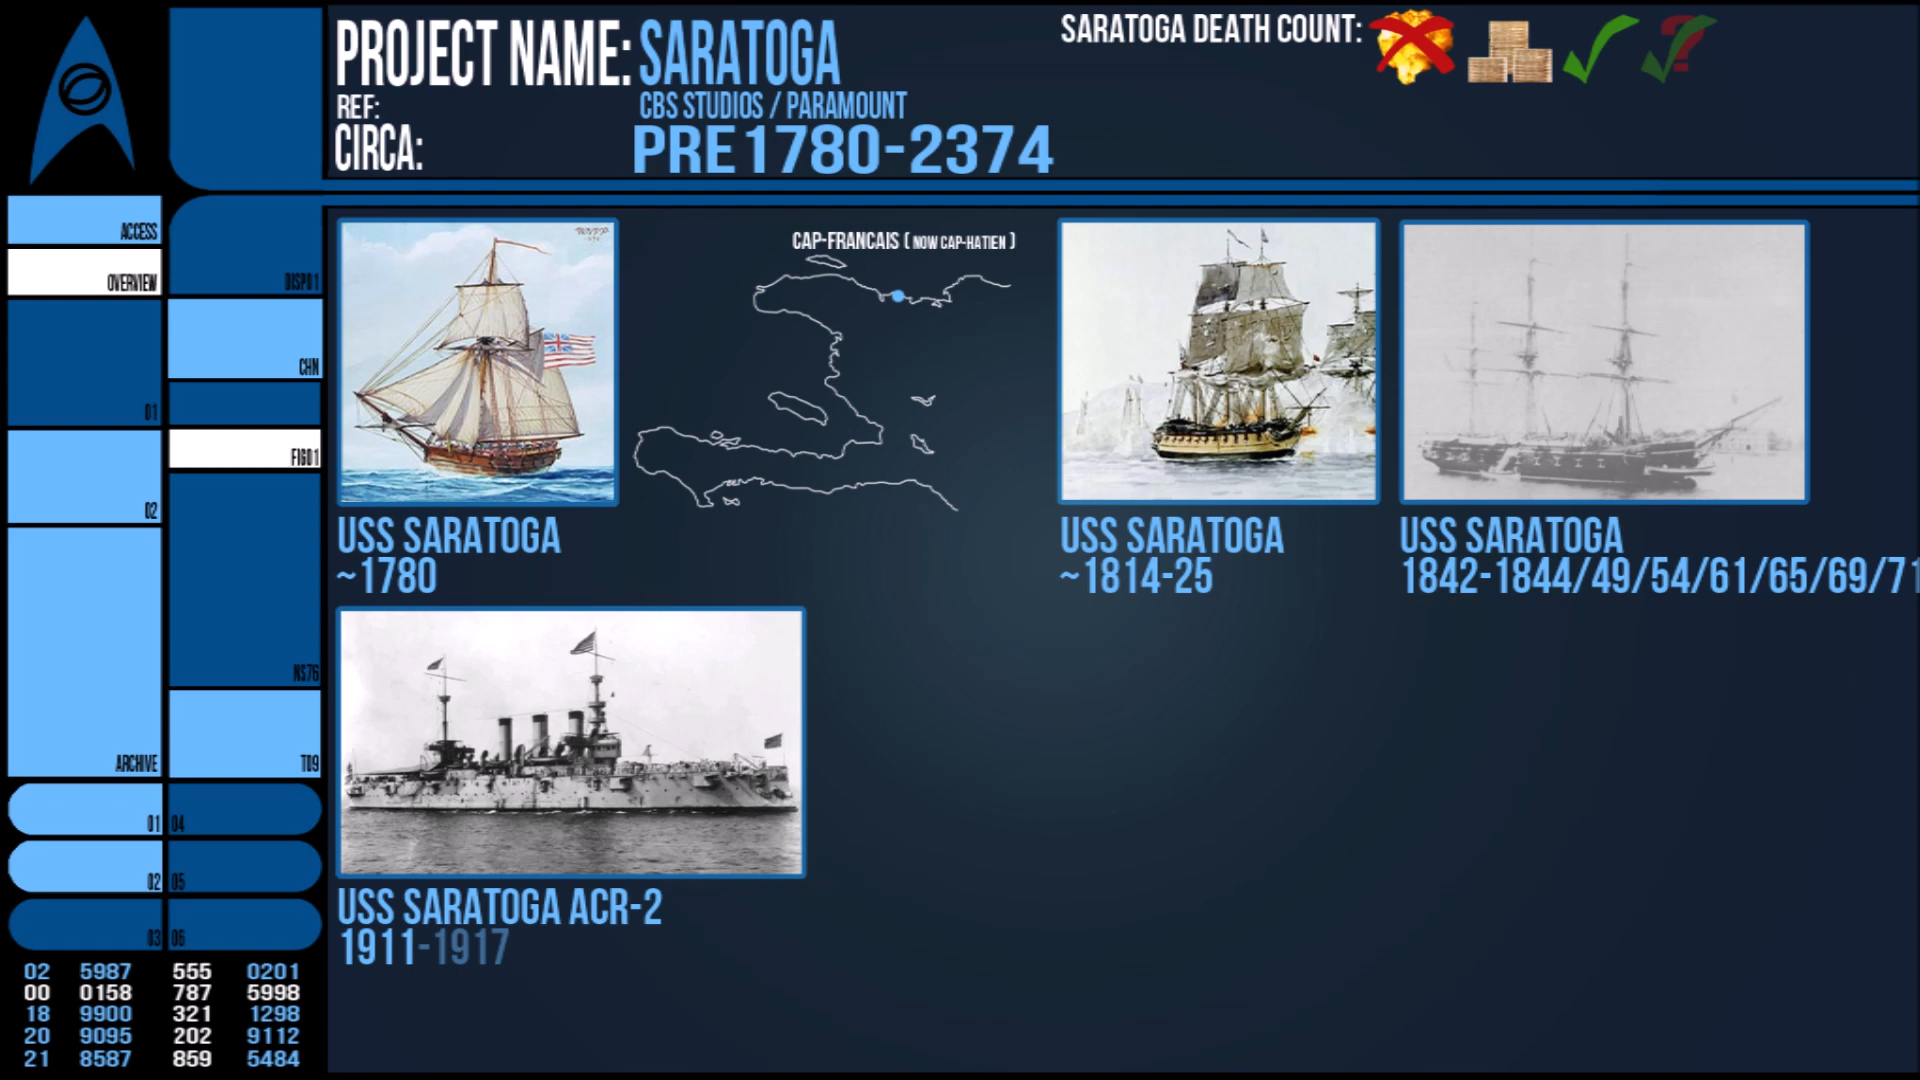 PROJECT NAME: SARATOGA
REF: CBS STUDIOS / PARAMOUNT
CIRCA: PRE1780-2374
SARATOGA DEATH COUNT:
ACCESS
OVERVIEW
01
02
ARCHIVE
01
02
03
DISP01
CHN
FIG01
NS76
T09
04
05
06
02 5987 555 0201
00 0158 787 5998
18 9900 321 1298
20 9095 202 9112
21 8587 859 5484
CAP-FRANCAIS ( NOW CAP-HATIEN )
USS SARATOGA
~1780
USS SARATOGA
~1814-25
USS SARATOGA
1842-1844/49/54/61/65/69/71
USS SARATOGA ACR-2
1911-1917